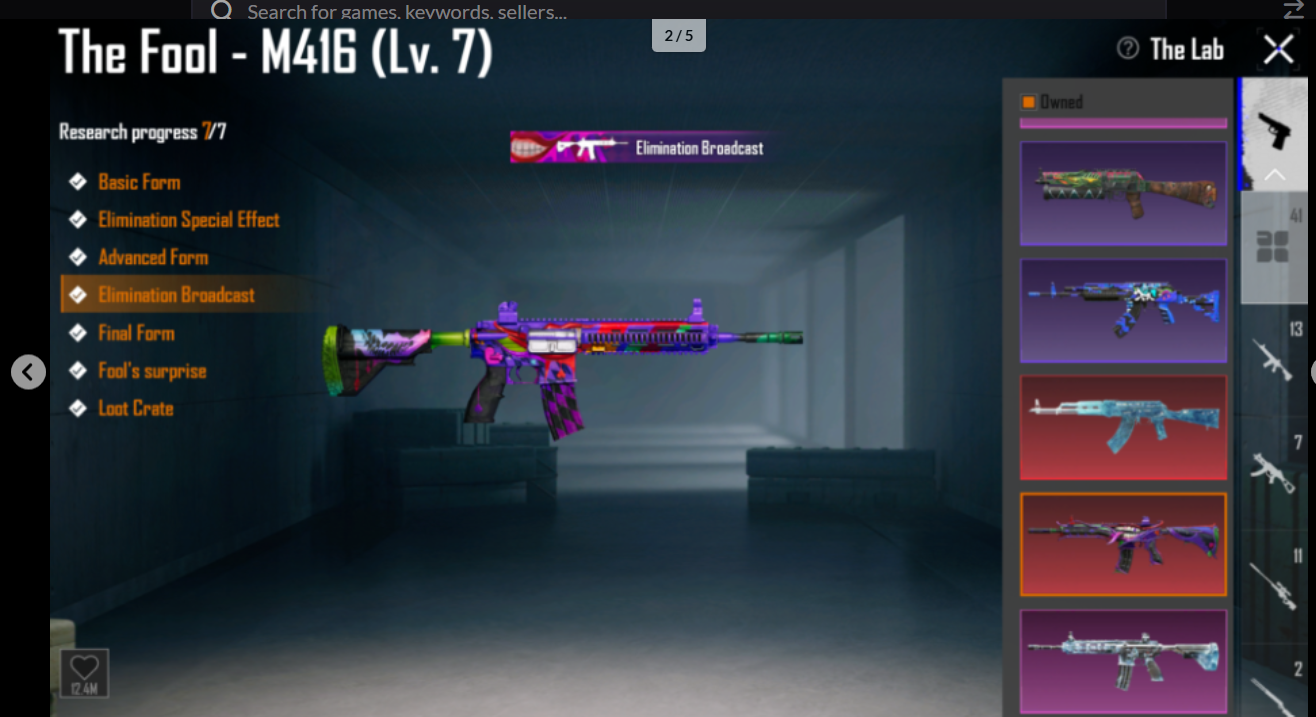 Search for games, keywords, sellers...
2 / 5
The Fool - M416 (Lv. 7)
The Lab
Research progress 7/7
Owned
Elimination Broadcast
Basic Form
Elimination Special Effect
Advanced Form
Elimination Broadcast
Final Form
Fool's surprise
Loot Crate
41
13
7
11
2
12.4M